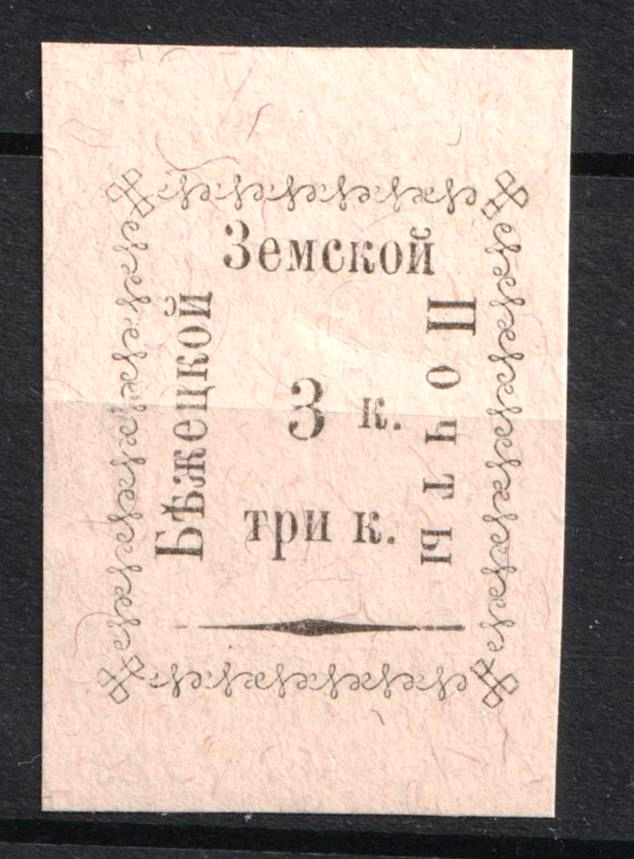 Бѣжецкой
Земской
Почты
3 к.
три к.